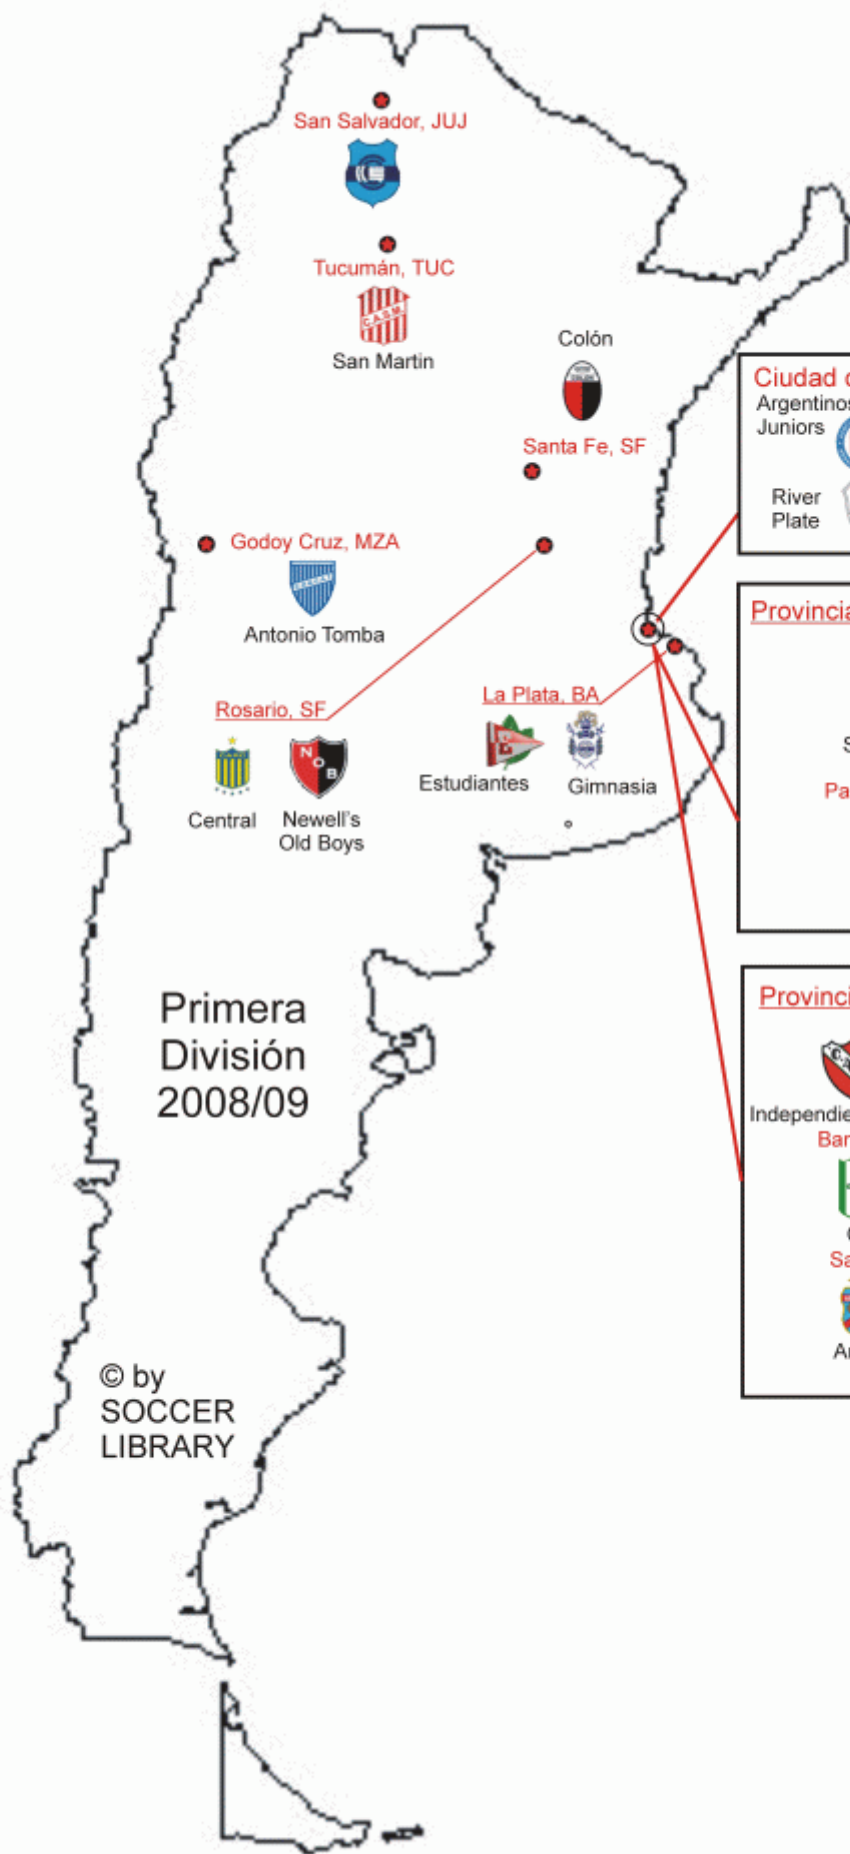 San Salvador, JUJ
Tucumán, TUC
C.A.S.M.
San Martin
Colón
Santa Fe, SF
Godoy Cruz, MZA
Antonio Tomba
Rosario, SF
N
O
B
Central
Newell's
Old Boys
La Plata, BA
Estudiantes
Gimnasia
Argentinos
Juniors
River
Plate
Primera
División
2008/09
© by
SOCCER
LIBRARY